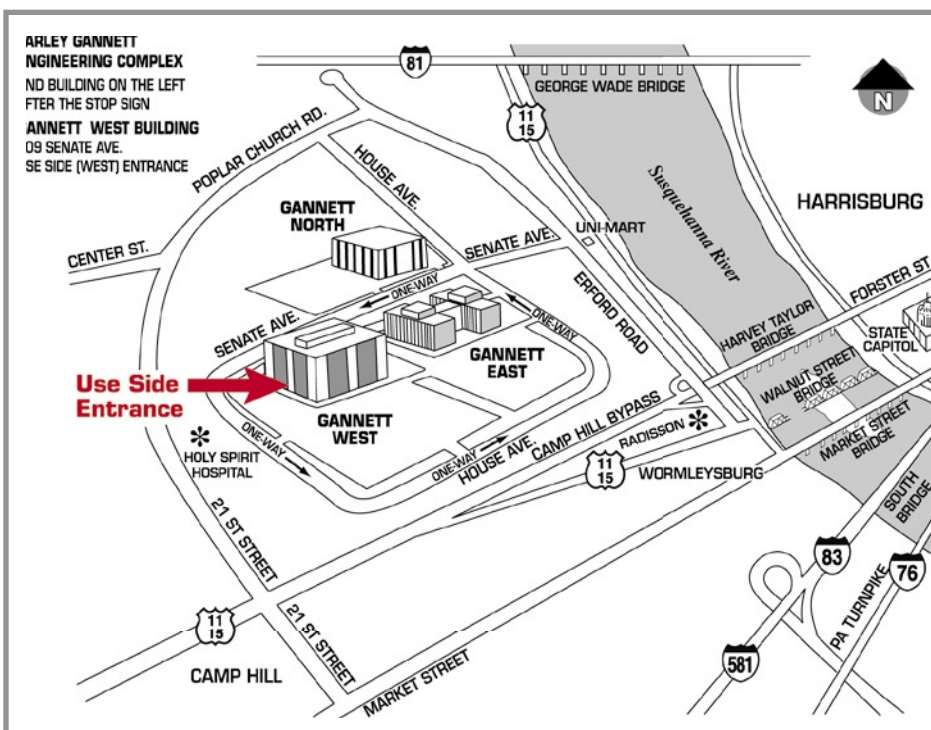 ARLEY GANNETT
NGINEERING COMPLEX
ND BUILDING ON THE LEFT
FTER THE STOP SIGN
ANNETT WEST BUILDING
09 SENATE AVE.
SE SIDE (WEST) ENTRANCE
81
GEORGE WADE BRIDGE
11
15
N
POPLAR CHURCH RD.
HOUSE AVE.
Susquehanna River
HARRISBURG
GANNETT
NORTH
UNI-MART
CENTER ST.
SENATE AVE.
ONE-WAY
ERFORD ROAD
FORSTER ST.
SENATE AVE.
ONE-WAY
HARVEY TAYLOR
BRIDGE
STATE
CAPITOL
GANNETT
EAST
WALNUT STREET
BRIDGE
Use Side
Entrance
GANNETT
WEST
CAMP HILL BYPASS
RADISSON
MARKET STREET
BRIDGE
HOLY SPIRIT
HOSPITAL
ONE-WAY
ONE-WAY
HOUSE AVE.
11
15
WORMLEYSBURG
SOUTH
BRIDGE
21 ST STREET
83
76
PA TURNPIKE
11
15
21 ST STREET
581
CAMP HILL
MARKET STREET